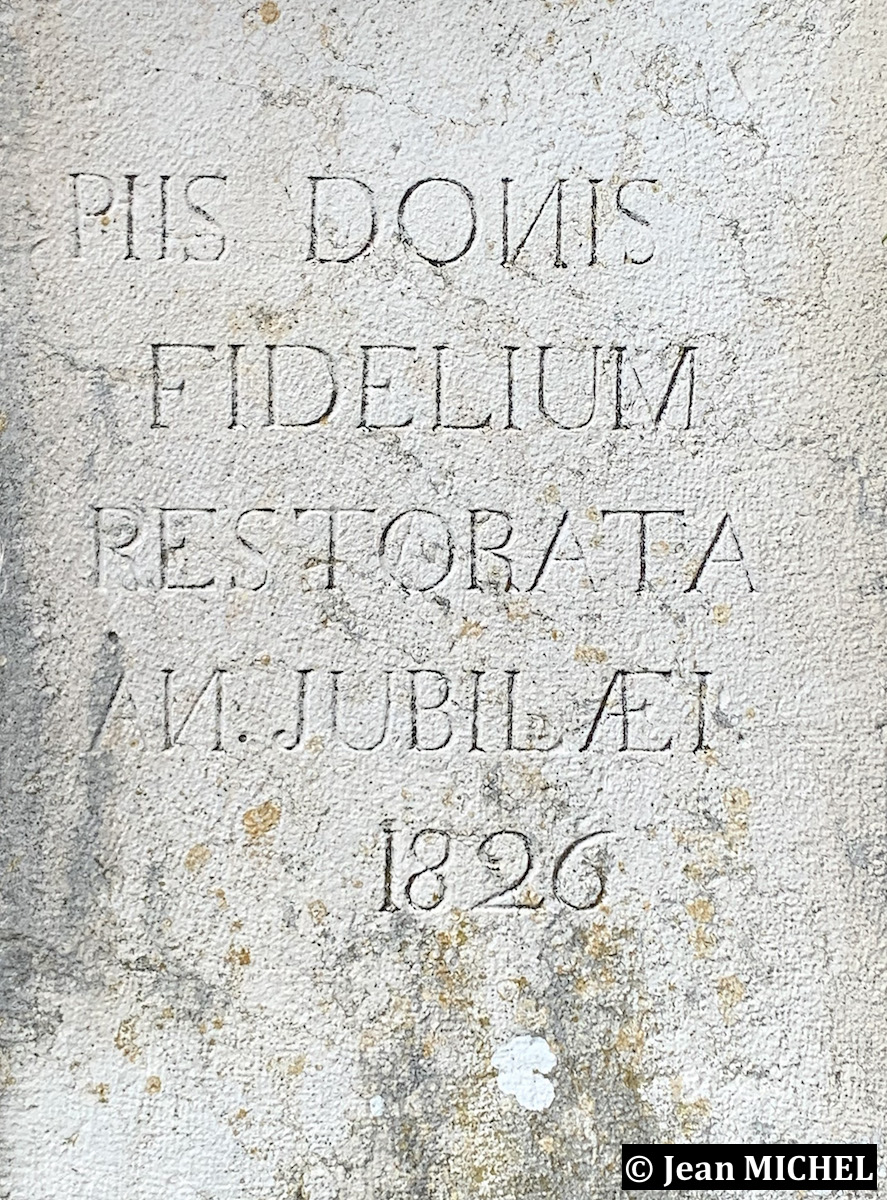 PIIS DONIS
FIDELIUM
RESTORATA
AN. JUBILÆI
1826
© Jean MICHEL